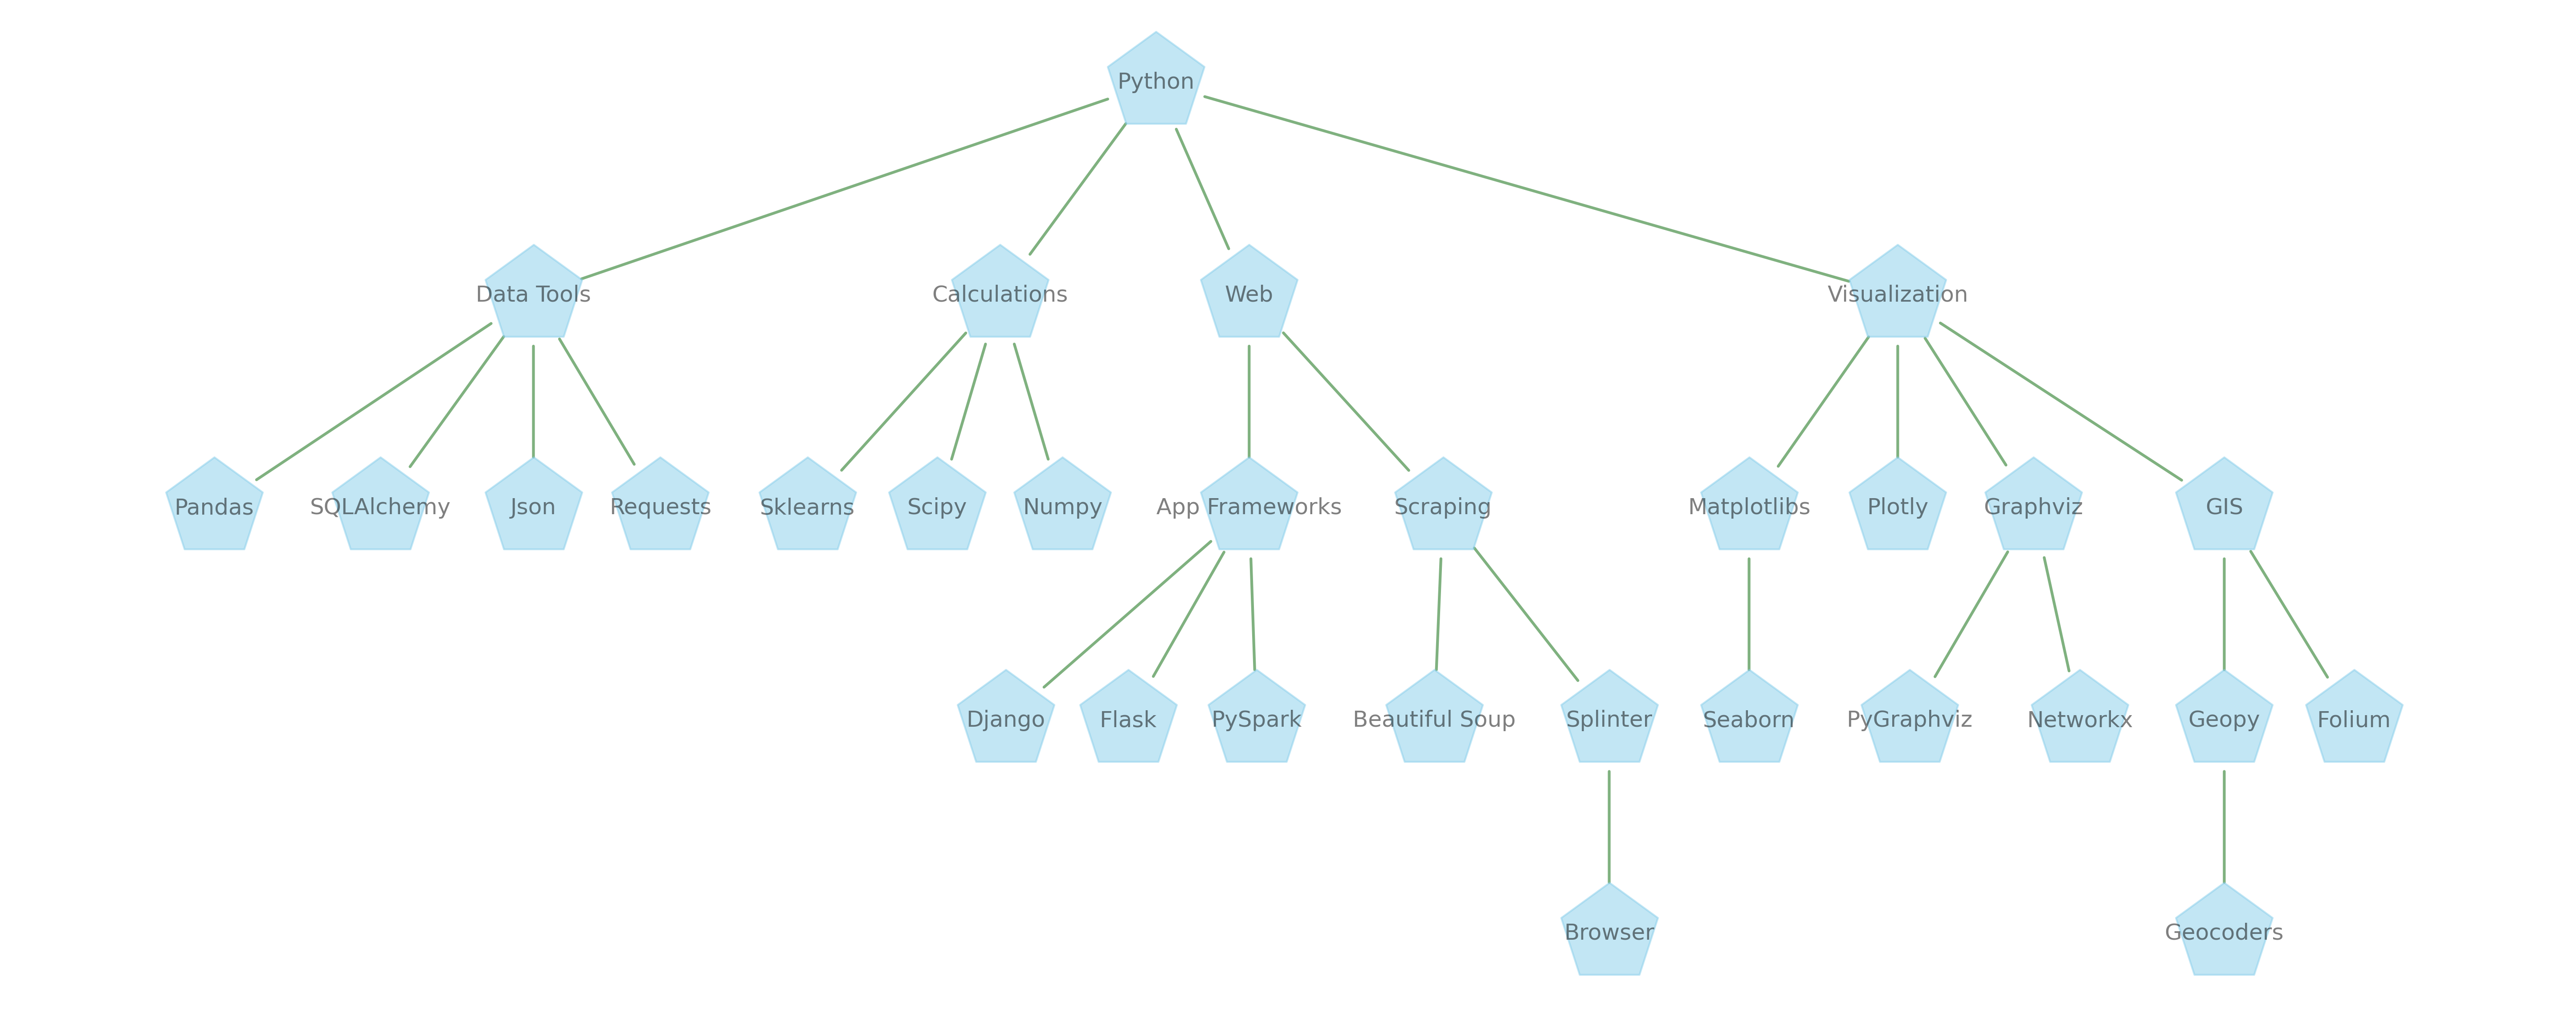 Python
Data Tools
Calculations
Web
Visualization
Pandas
SQLAlchemy
Json
Requests
Sklearns
Scipy
Numpy
App Frameworks
Scraping
Matplotlibs
Plotly
Graphviz
GIS
Django
Flask
PySpark
Beautiful Soup
Splinter
Seaborn
PyGraphviz
Networkx
Geopy
Folium
Browser
Geocoders